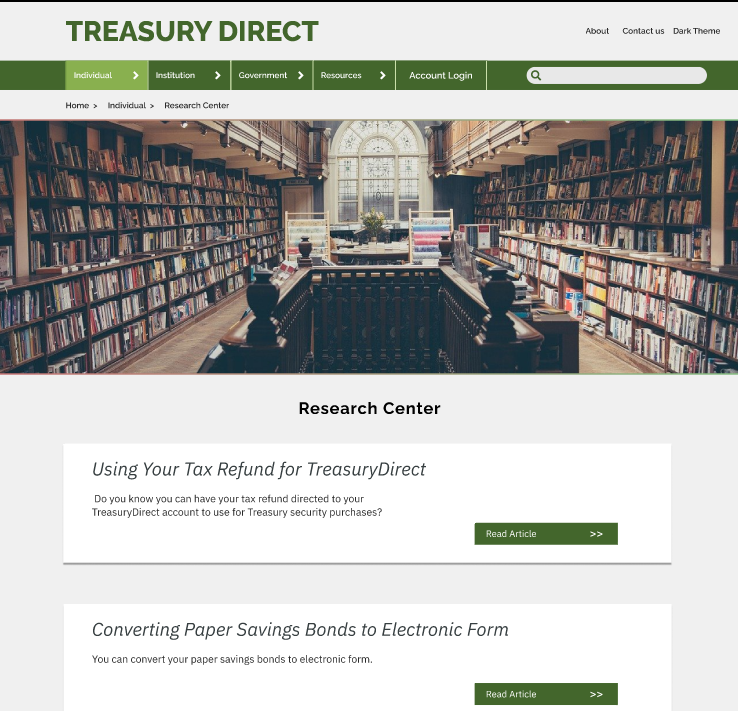 TREASURY DIRECT
About Contact us Dark Theme
Individual Institution Government Resources Account Login
Home > Individual > Research Center
Research Center
Using Your Tax Refund for TreasuryDirect
Do you know you can have your tax refund directed to your
TreasuryDirect account to use for Treasury security purchases?
Read Article >>
Converting Paper Savings Bonds to Electronic Form
You can convert your paper savings bonds to electronic form.
Read Article >>